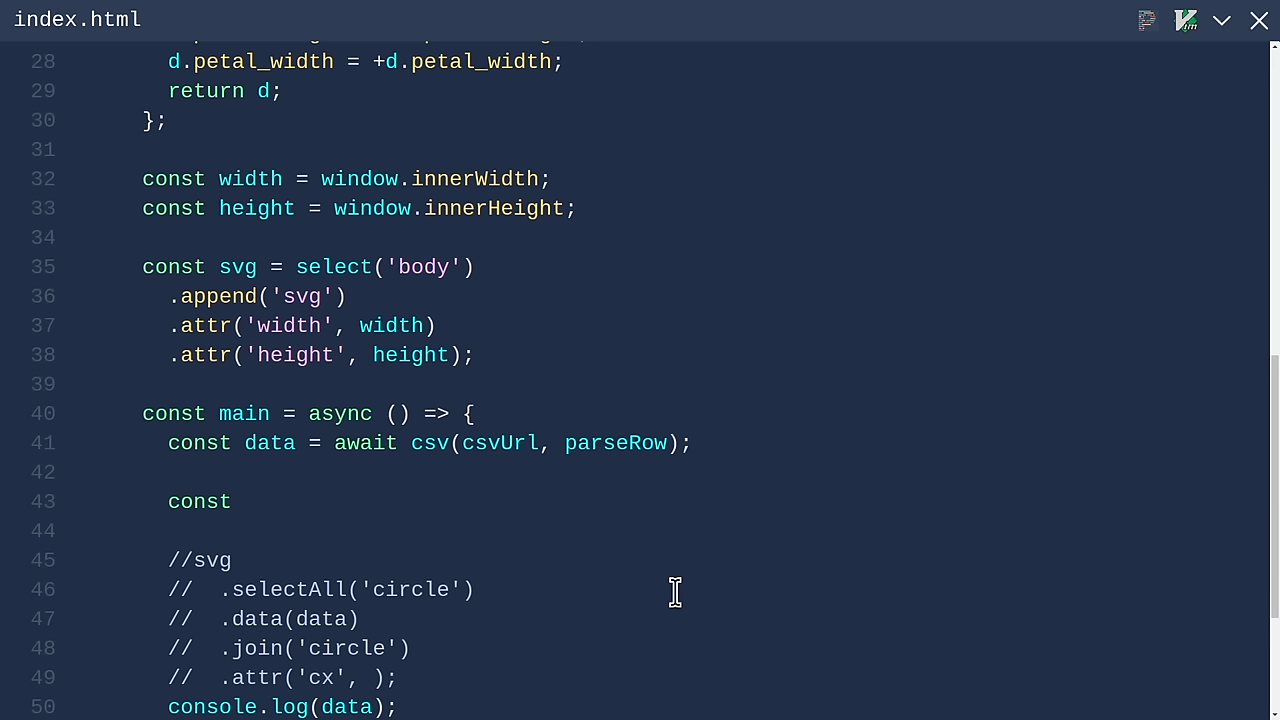 index.html
28 d.petal_width = +d.petal_width;
29 return d;
30 };
31
32 const width = window.innerWidth;
33 const height = window.innerHeight;
34
35 const svg = select('body')
36 .append('svg')
37 .attr('width', width)
38 .attr('height', height);
39
40 const main = async () => {
41 const data = await csv(csvUrl, parseRow);
42
43 const
44
45 //svg
46 //  .selectAll('circle')
47 //  .data(data)
48 //  .join('circle')
49 //  .attr('cx', );
50 console.log(data);